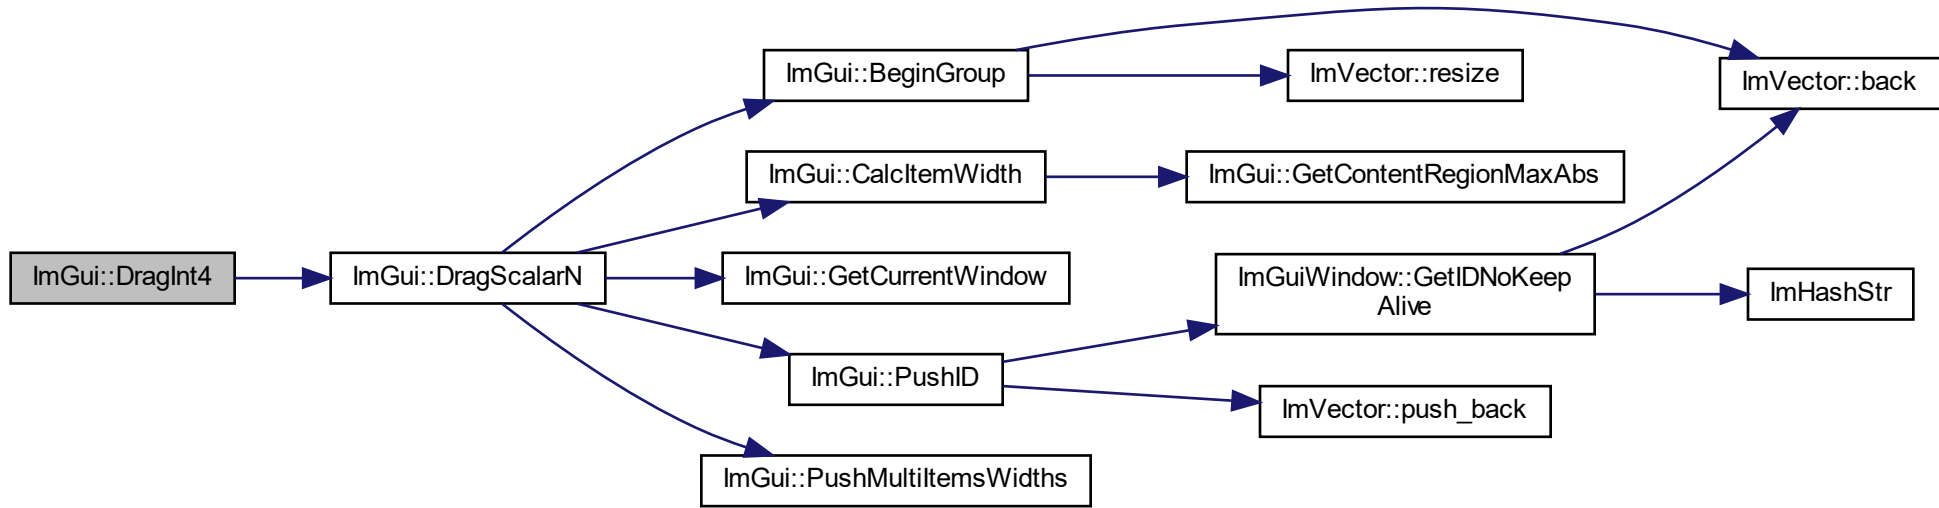 ImGui::DragInt4
ImGui::DragScalarN
ImGui::BeginGroup
ImGui::CalcItemWidth
ImGui::GetCurrentWindow
ImGui::PushID
ImGui::PushMultiItemsWidths
ImVector::resize
ImGui::GetContentRegionMaxAbs
ImGuiWindow::GetIDNoKeep
Alive
ImVector::push_back
ImVector::back
ImHashStr